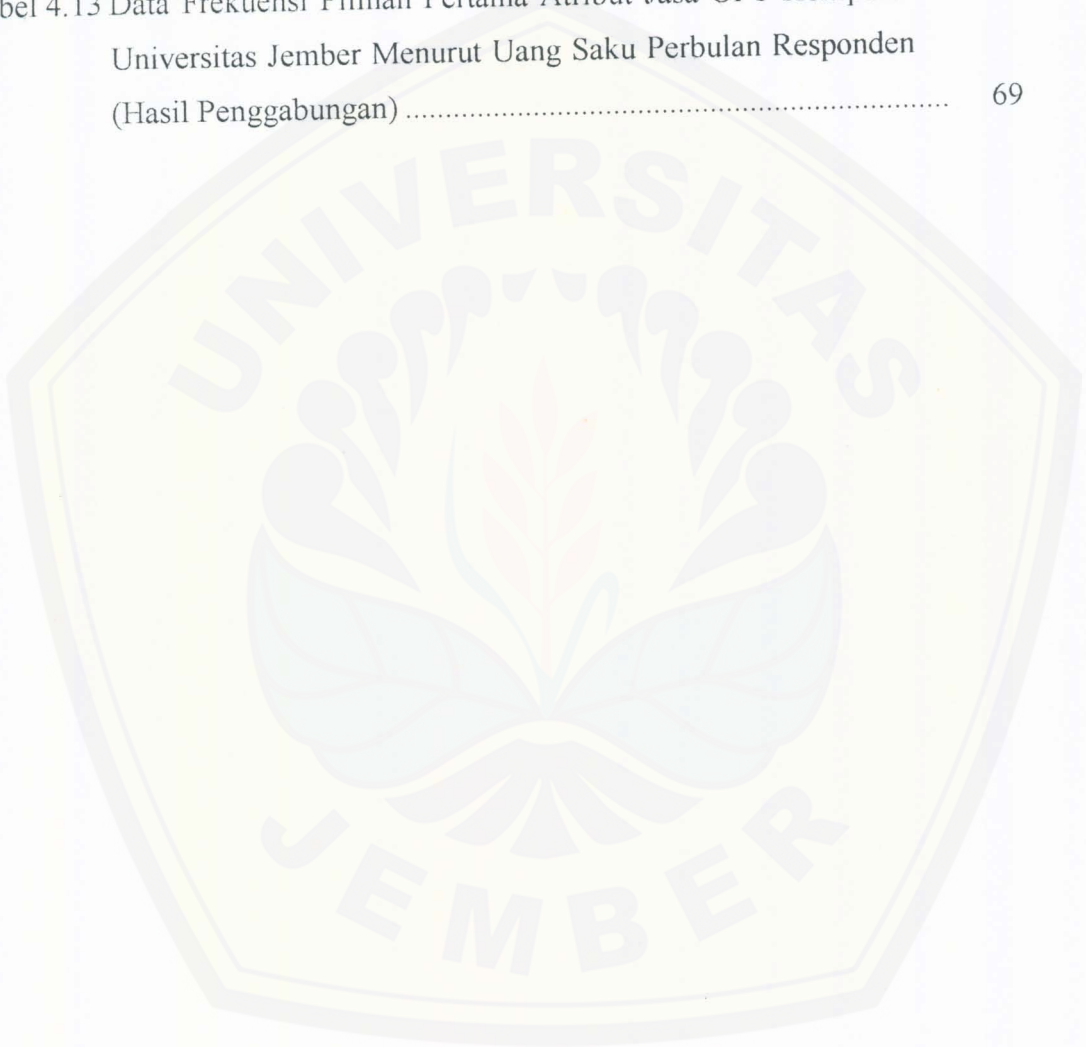 bel 4.13 Data Frekuensi Pilihan Pertama Atribut Jasa
Universitas Jember Menurut Uang Saku Perbulan Responden
(Hasil Penggabungan) .................................................................... 69
UNIVERSITAS
JEMBER